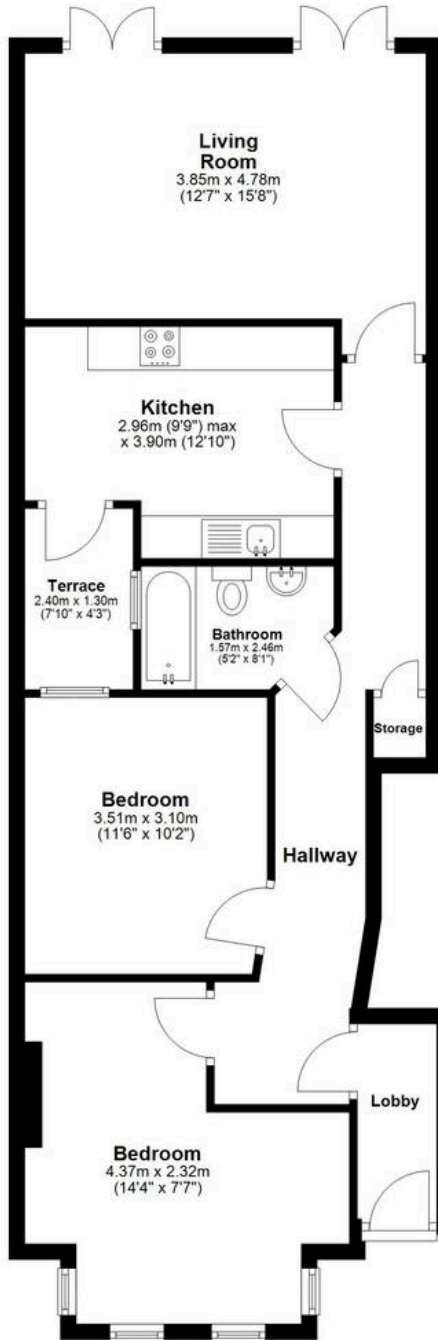 Living
Room
3.85m x 4.78m
(12'7" x 15'8")
Kitchen
2.96m (9'9") max
x 3.90m (12'10")
Terrace
2.40m x 1.30m
(7'10" x 4'3")
Bathroom
1.57m x 2.46m
(5'2" x 8'1")
Storage
Bedroom
3.51m x 3.10m
(11'6" x 10'2")
Hallway
Lobby
Bedroom
4.37m x 2.32m
(14'4" x 7'7")